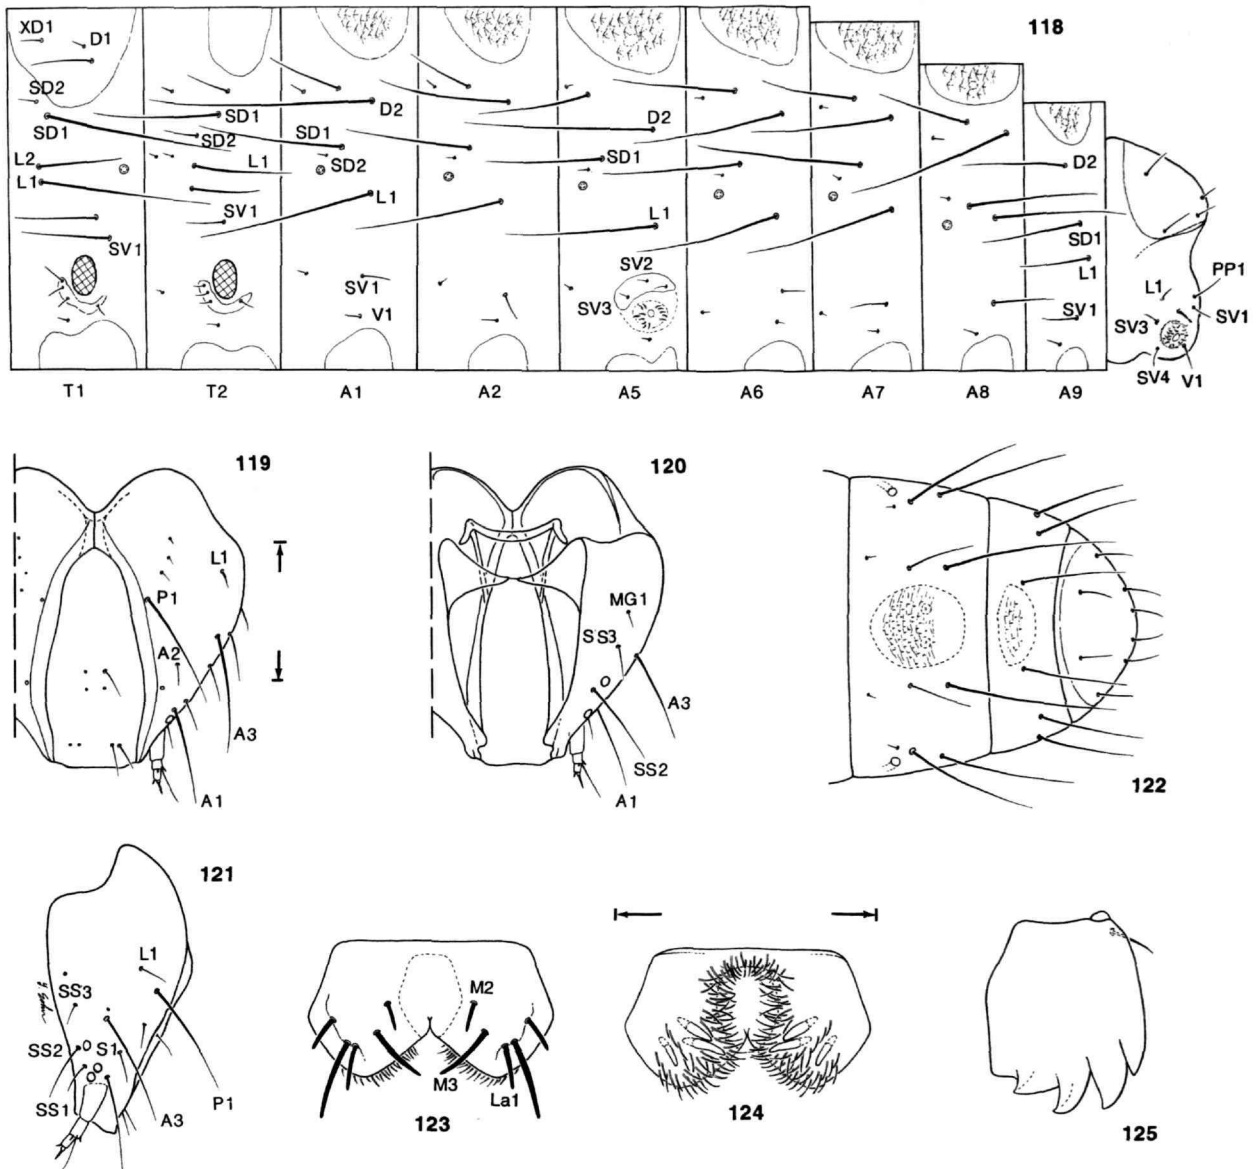 118
XD1
D1
SD2
SD1
L2
L1
SV1
SD1
SD2
L1
SV1
D2
SD1
SD2
L1
SV1
V1
D2
SD1
L1
SV2
SV3
D2
SD1
L1
SV1
L1
PP1
SV3
SV1
SV4
V1
T1 T2 A1 A2 A5 A6 A7 A8 A9
119
L1
P1
A2
A3
A1
120
MG1
SS3
A3
SS2
A1
122
121
L1
SS3
SS2
S1
SS1
A3
P1
M2
M3
La1
123
124
125